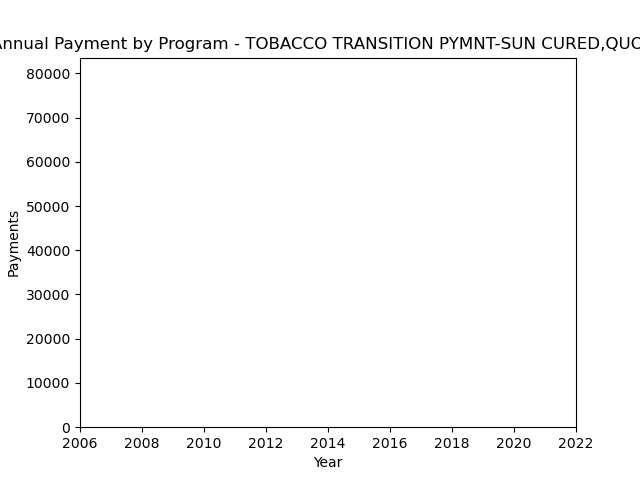 Annual Payment by Program - TOBACCO TRANSITION PYMNT-SUN CURED,QUO
80000
70000
60000
50000
40000
30000
20000
10000
0
Payments
2006 2008 2010 2012 2014 2016 2018 2020 2022
Year